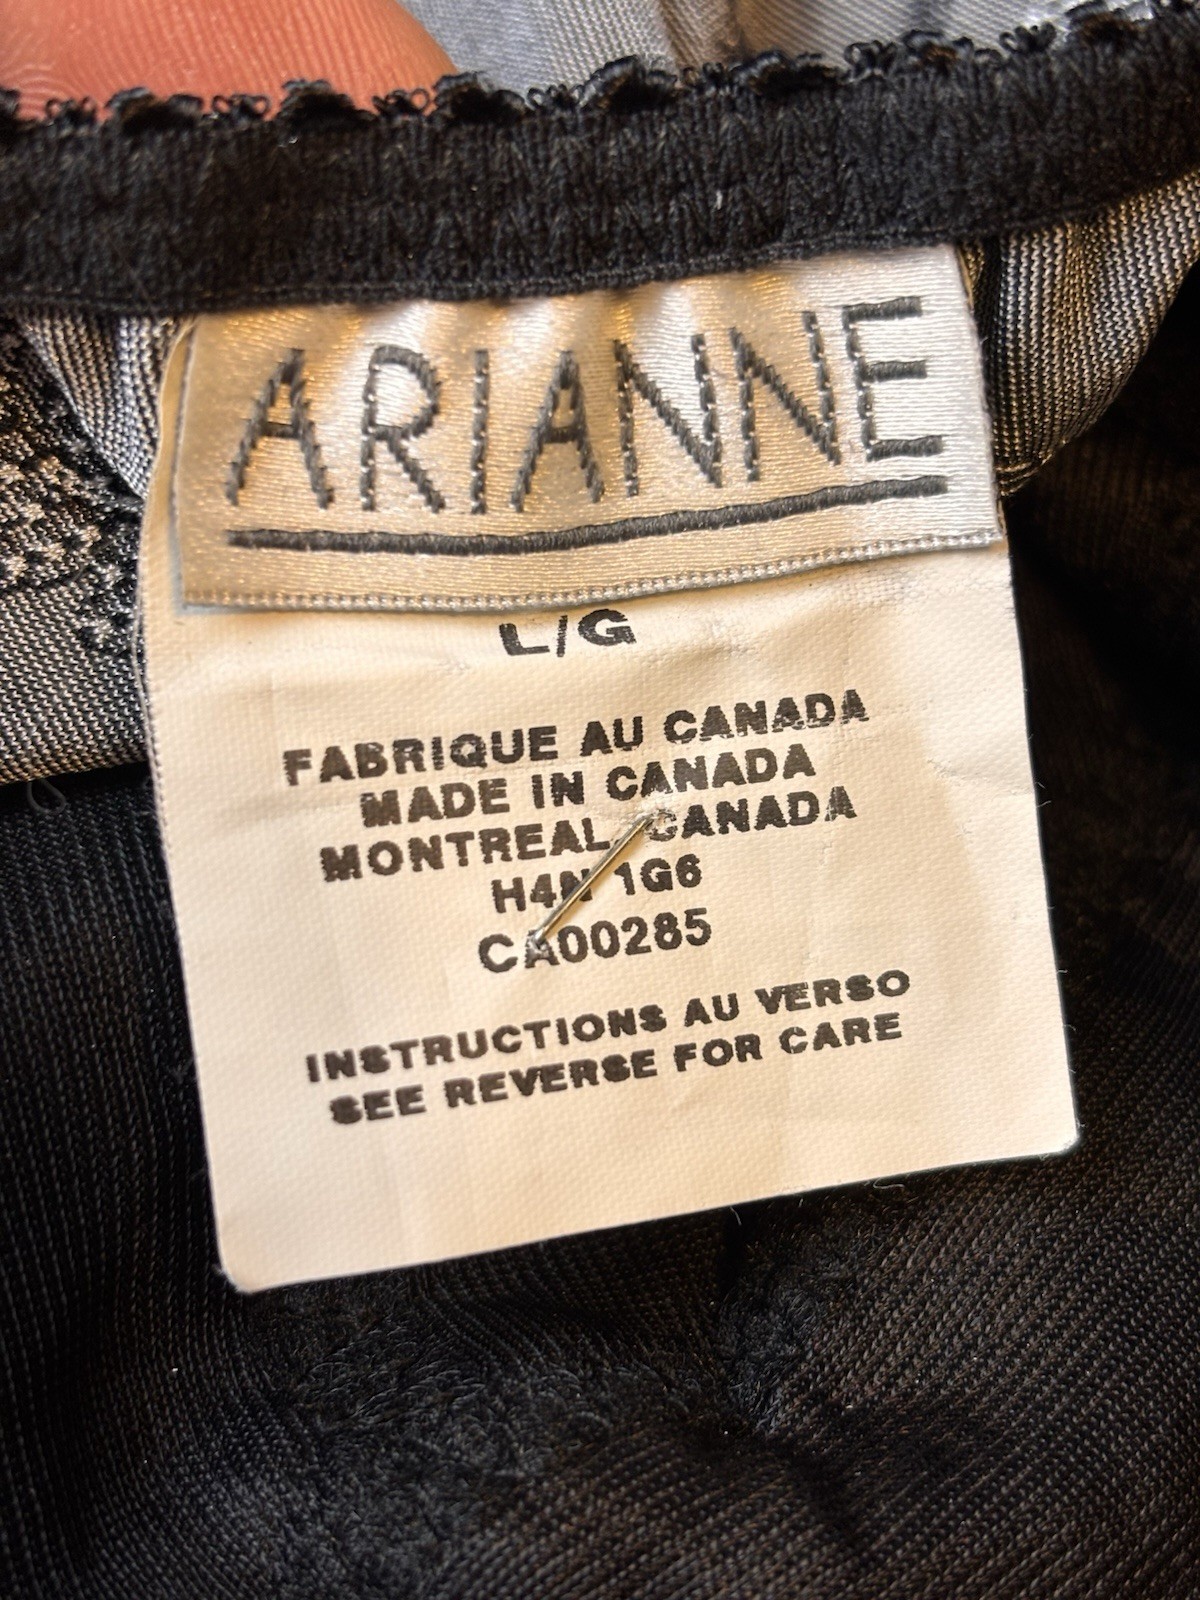 ARIANNE
L/G
FABRIQUE AU CANADA
MADE IN CANADA
MONTREAL, CANADA
H4N 1G6
CA00285
INSTRUCTIONS AU VERSO
SEE REVERSE FOR CARE